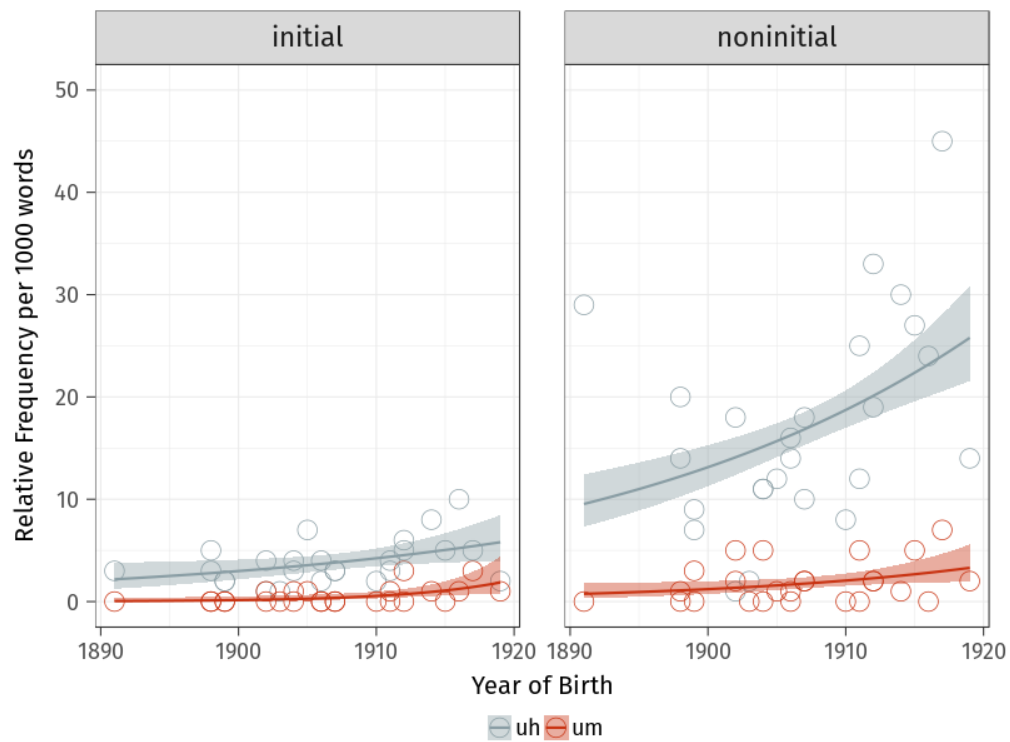 initial noninitial
50
40
30
20
10
0
Relative Frequency per 1000 words
1890 1900 1910 1920 1890 1900 1910 1920
Year of Birth
uh um